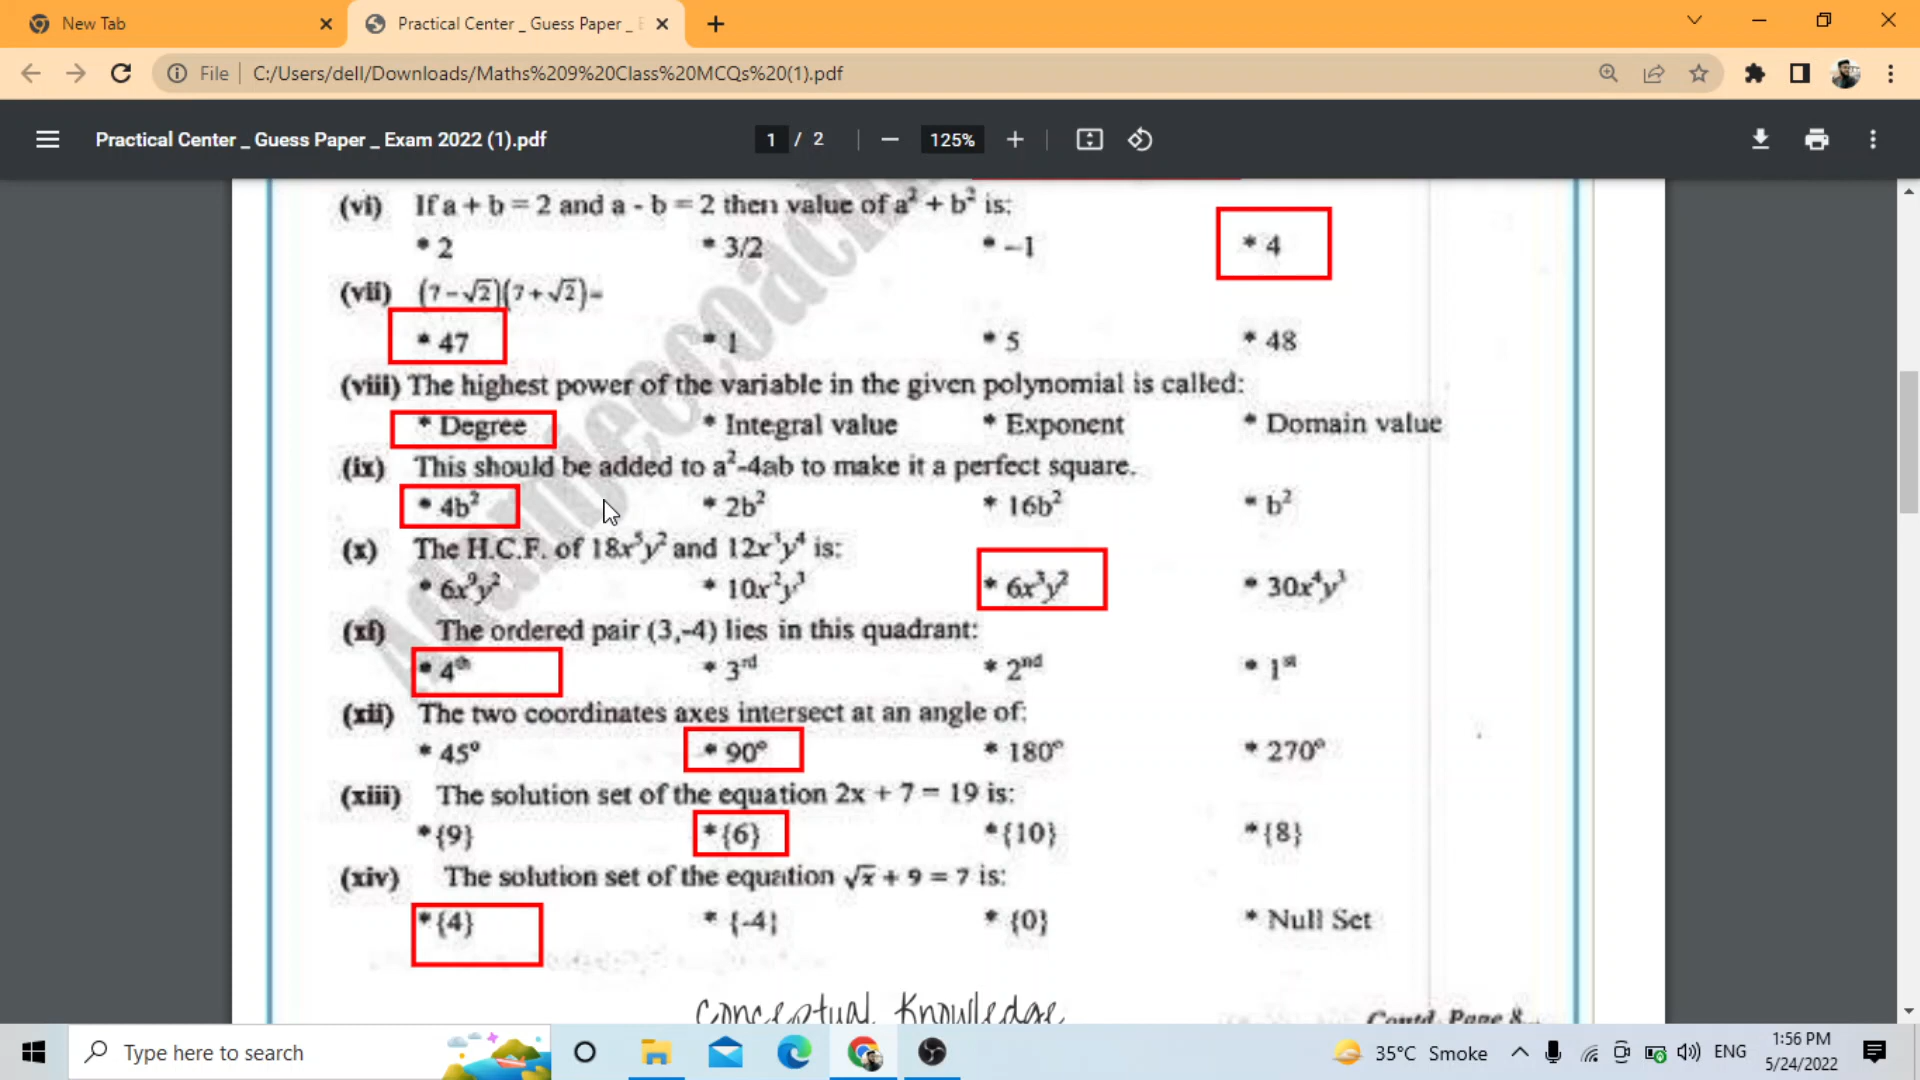 New Tab
Practical Center _ Guess Paper _ E
File C:/Users/dell/Downloads/Maths%209%20Class%20MCQs%20(1).pdf
Practical Center _ Guess Paper _ Exam 2022 (1).pdf
1 / 2
125%
(vi) If a + b = 2 and a - b = 2 then value of a² + b² is:
* 2 * 3/2 * –1 * 4
(vii) (7 – √2)(7 + √2) =
* 47 * 1 * 5 * 48
(viii) The highest power of the variable in the given polynomial is called:
* Degree * Integral value * Exponent * Domain value
(ix) This should be added to a²-4ab to make it a perfect square.
* 4b² * 2b² * 16b² * b²
(x) The H.C.F. of 18x⁵y² and 12x³y⁴ is:
* 6x⁹y² * 10x²y³ * 6x³y² * 30x⁴y³
(xi) The ordered pair (3,-4) lies in this quadrant:
* 4th * 3rd * 2nd * 1st
(xii) The two coordinates axes intersect at an angle of:
* 45° * 90° * 180° * 270°
(xiii) The solution set of the equation 2x + 7 = 19 is:
* {9} * {6} * {10} * {8}
(xiv) The solution set of the equation √x + 9 = 7 is:
* {4} * {-4} * {0} * Null Set
Conceptual Knowledge
Contd. Page 8...
Type here to search
35°C Smoke
ENG
1:56 PM
5/24/2022